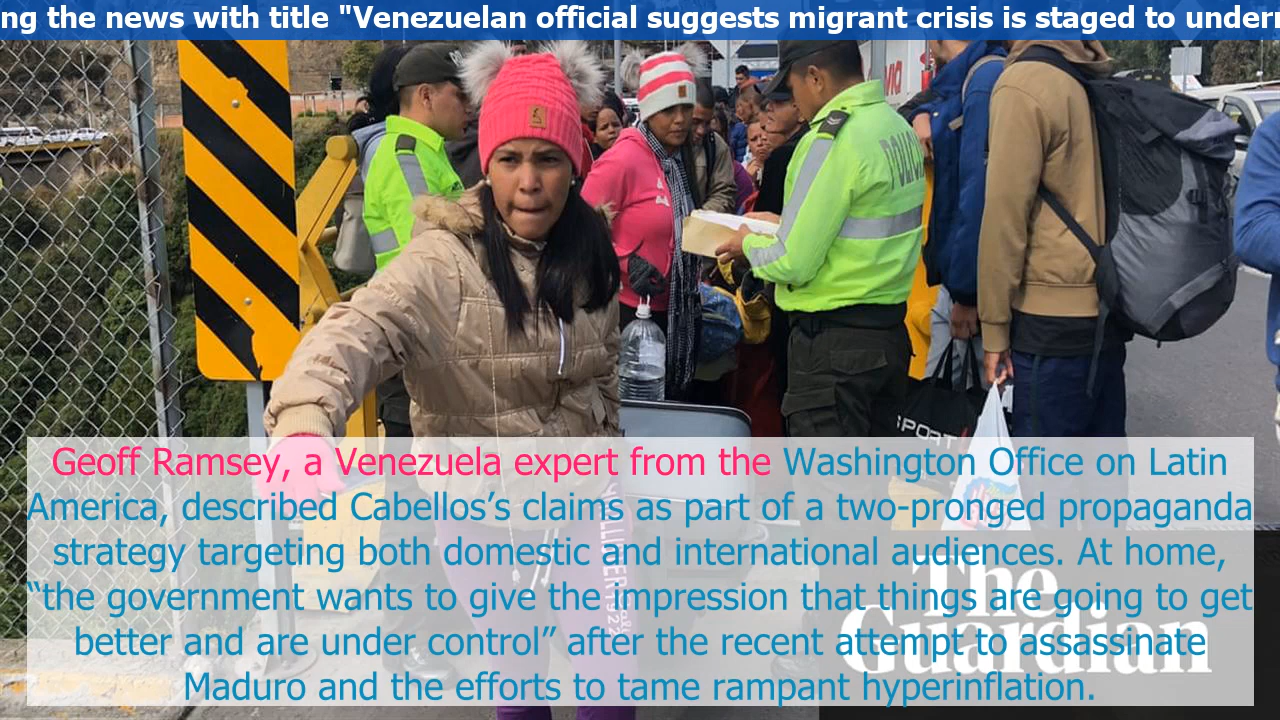 ng the news with title "Venezuelan official suggests migrant crisis is staged to under
POLIC
SPORT
Geoff Ramsey, a Venezuela expert from the Washington Office on Latin
America, described Cabellos’s claims as part of a two-pronged propaganda
strategy targeting both domestic and international audiences. At home,
“the government wants to give the impression that things are going to get
better and are under control” after the recent attempt to assassinate
Maduro and the efforts to tame rampant hyperinflation.
The
Guardian